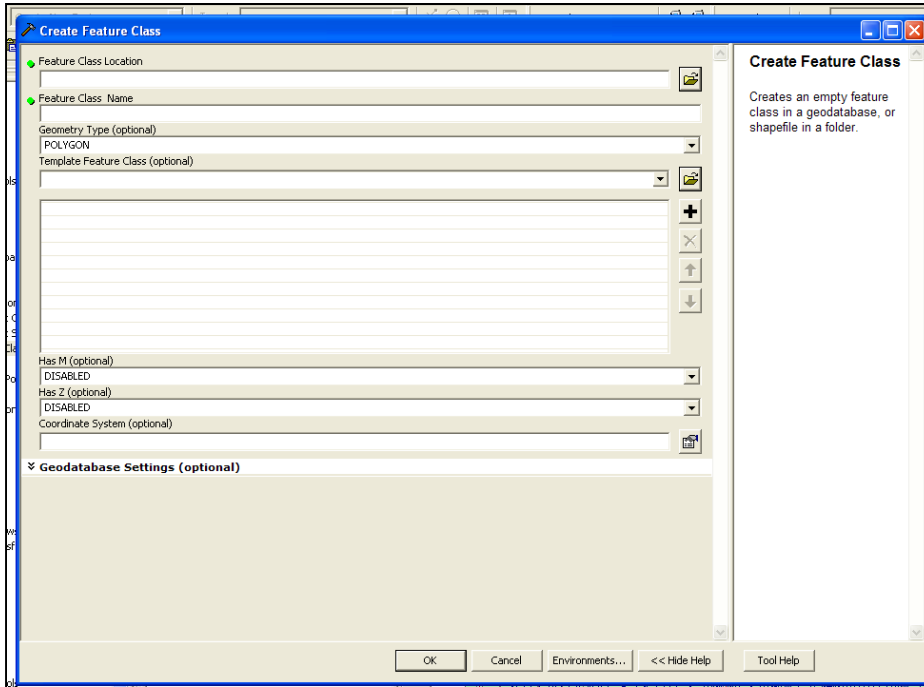 Create Feature Class
Feature Class Location
Feature Class Name
Geometry Type (optional)
POLYGON
Template Feature Class (optional)
Has M (optional)
DISABLED
Has Z (optional)
DISABLED
Coordinate System (optional)
Geodatabase Settings (optional)
Create Feature Class
Creates an empty feature
class in a geodatabase, or
shapefile in a folder.
OK
Cancel
Environments...
<< Hide Help
Tool Help